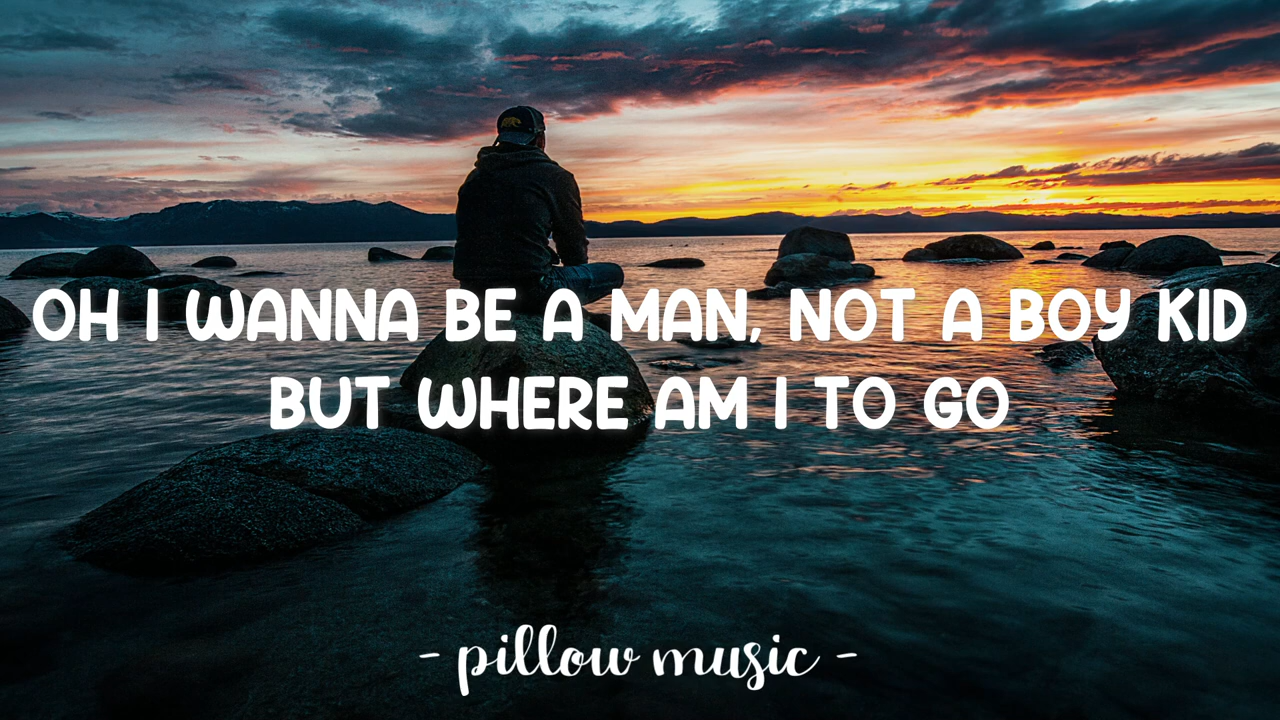 OH I WANNA BE A MAN, NOT A BOY KID
BUT WHERE AM I TO GO
- pillow music -